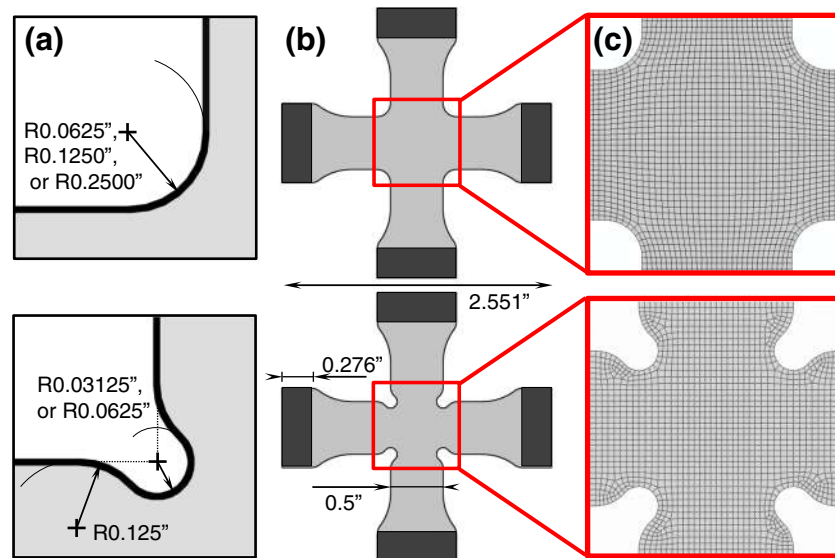 (a)
(b)
(c)
R0.0625”,
R0.1250”,
or R0.2500”
2.551”
R0.03125”,
or R0.0625”
R0.125”
0.276”
0.5”